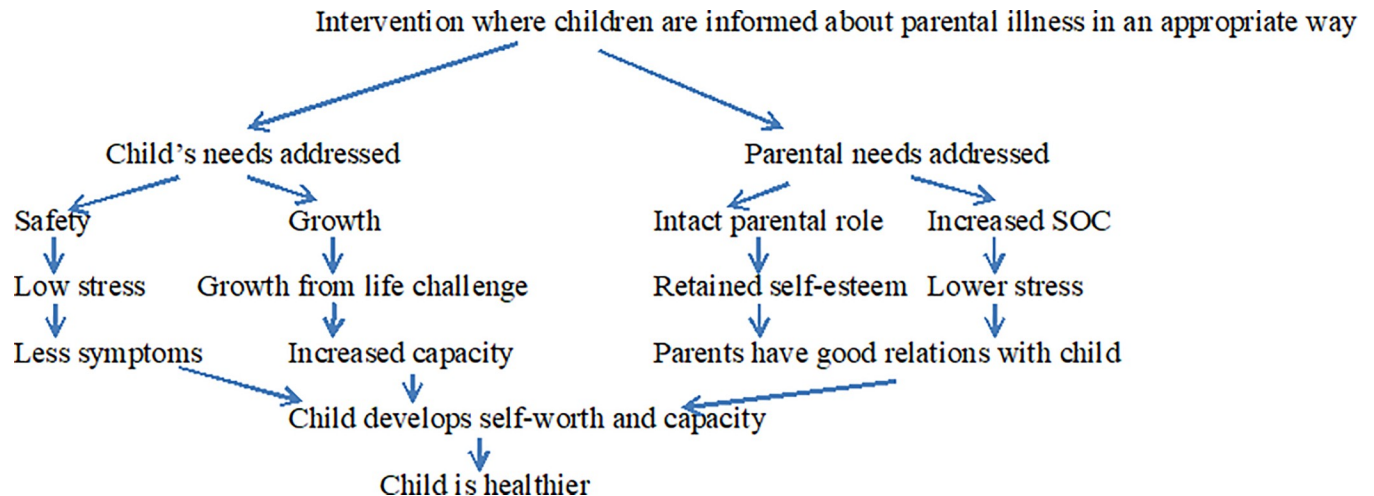 Intervention where children are informed about parental illness in an appropriate way
Child’s needs addressed Parental needs addressed
Safety Growth Intact parental role Increased SOC
Low stress Growth from life challenge Retained self-esteem Lower stress
Less symptoms Increased capacity Parents have good relations with child
Child develops self-worth and capacity
Child is healthier